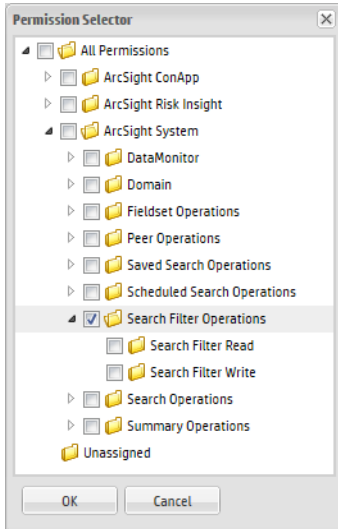 Permission Selector
All Permissions
ArcSight ConApp
ArcSight Risk Insight
ArcSight System
DataMonitor
Domain
Fieldset Operations
Peer Operations
Saved Search Operations
Scheduled Search Operations
Search Filter Operations
Search Filter Read
Search Filter Write
Search Operations
Summary Operations
Unassigned
OK Cancel